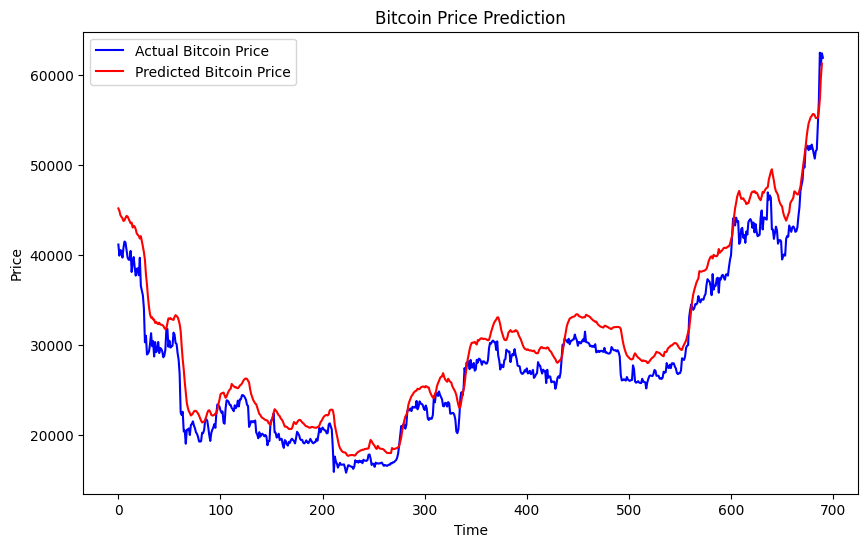 Bitcoin Price Prediction
Actual Bitcoin Price
Predicted Bitcoin Price
Price
60000
50000
40000
30000
20000
0 100 200 300 400 500 600 700
Time